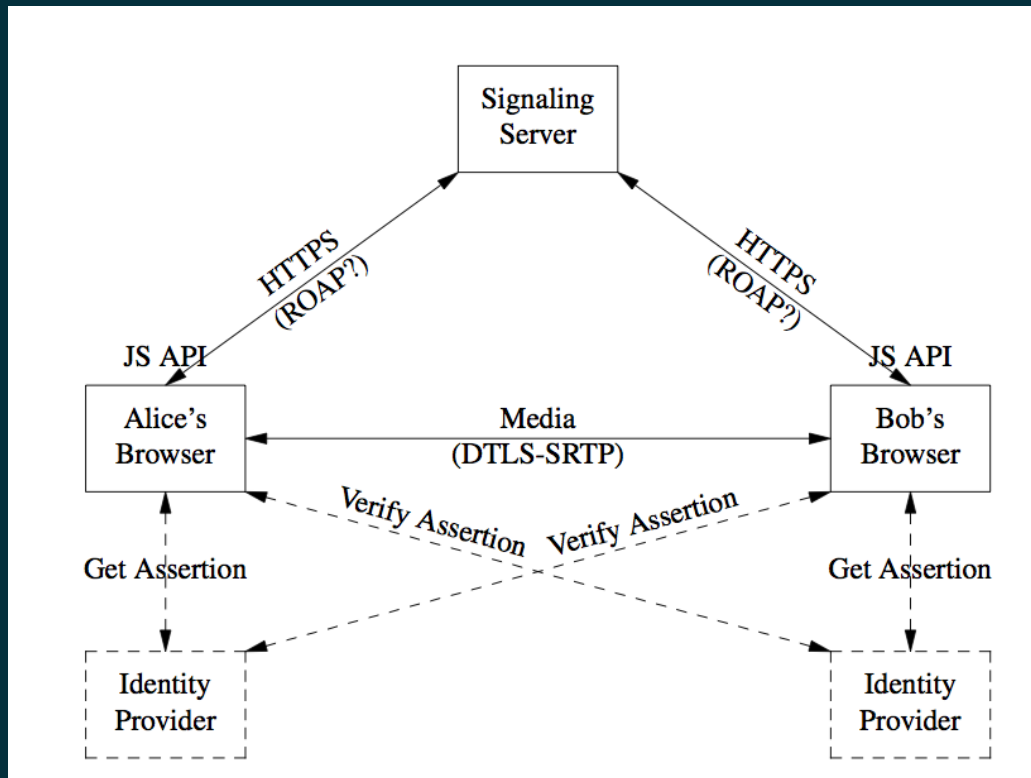 Signaling
Server
HTTPS
(ROAP?)
HTTPS
(ROAP?)
JS API
JS API
Alice’s
Browser
Media
(DTLS-SRTP)
Bob’s
Browser
Verify Assertion
Verify Assertion
Get Assertion
Get Assertion
Identity
Provider
Identity
Provider